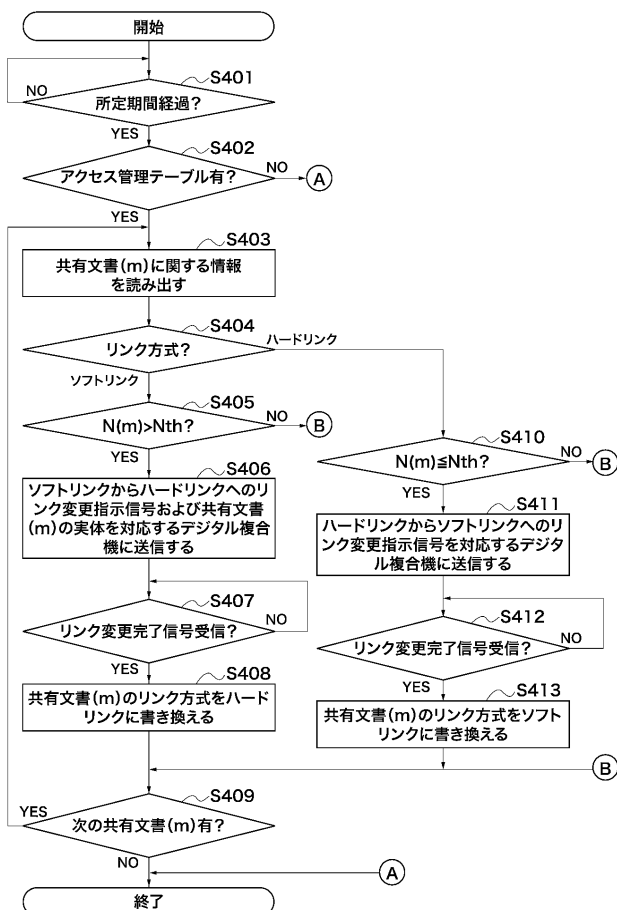 開始
S401
所定期間経過?
NO
YES
S402
アクセス管理テーブル有?
NO
A
YES
S403
共有文書(m)に関する情報
を読み出す
S404
リンク方式?
ハードリンク
ソフトリンク
S405
N(m)>Nth?
NO
B
YES
S406
ソフトリンクからハードリンクへのリ
ンク変更指示信号および共有文書
(m)の実体を対応するデジタル複合
機に送信する
S407
リンク変更完了信号受信?
NO
YES
S408
共有文書(m)のリンク方式をハード
リンクに書き換える
S410
N(m)≦Nth?
NO
B
YES
S411
ハードリンクからソフトリンクへのリ
ンク変更指示信号を対応するデジ
タル複合機に送信する
S412
リンク変更完了信号受信?
NO
YES
S413
共有文書(m)のリンク方式をソフト
リンクに書き換える
B
S409
YES
次の共有文書(m)有?
NO
A
終了